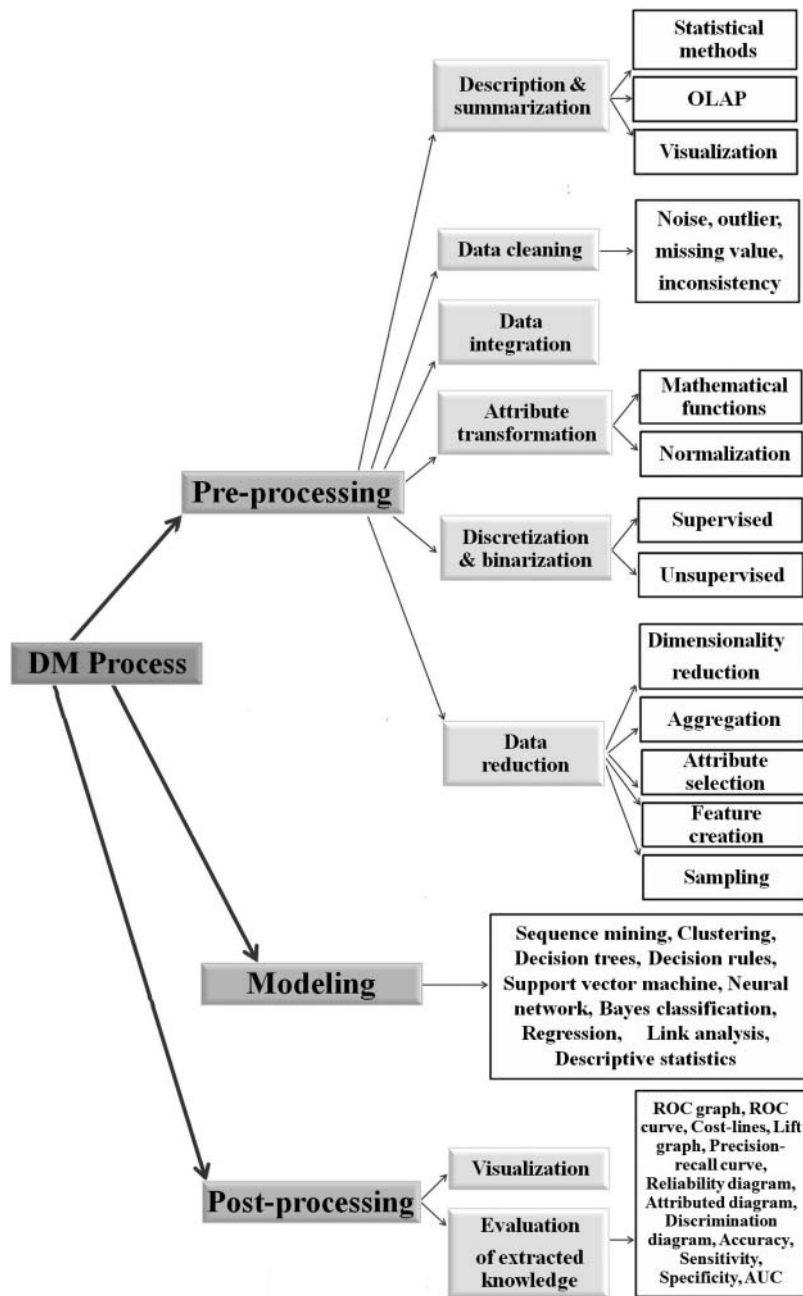 Statistical
methods
Description &
summarization
OLAP
Visualization
Noise, outlier,
missing value,
inconsistency
Data cleaning
Data
integration
Attribute
transformation
Mathematical
functions
Normalization
Pre-processing
Discretization
& binarization
Supervised
Unsupervised
DM Process
Dimensionality
reduction
Aggregation
Data
reduction
Attribute
selection
Feature
creation
Sampling
Modeling
Sequence mining, Clustering,
Decision trees, Decision rules,
Support vector machine, Neural
network, Bayes classification,
Regression, Link analysis,
Descriptive statistics
Post-processing
Visualization
Evaluation
of extracted
knowledge
ROC graph, ROC
curve, Cost-lines, Lift
graph, Precision-
recall curve,
Reliability diagram,
Attributed diagram,
Discrimination
diagram, Accuracy,
Sensitivity,
Specificity, AUC